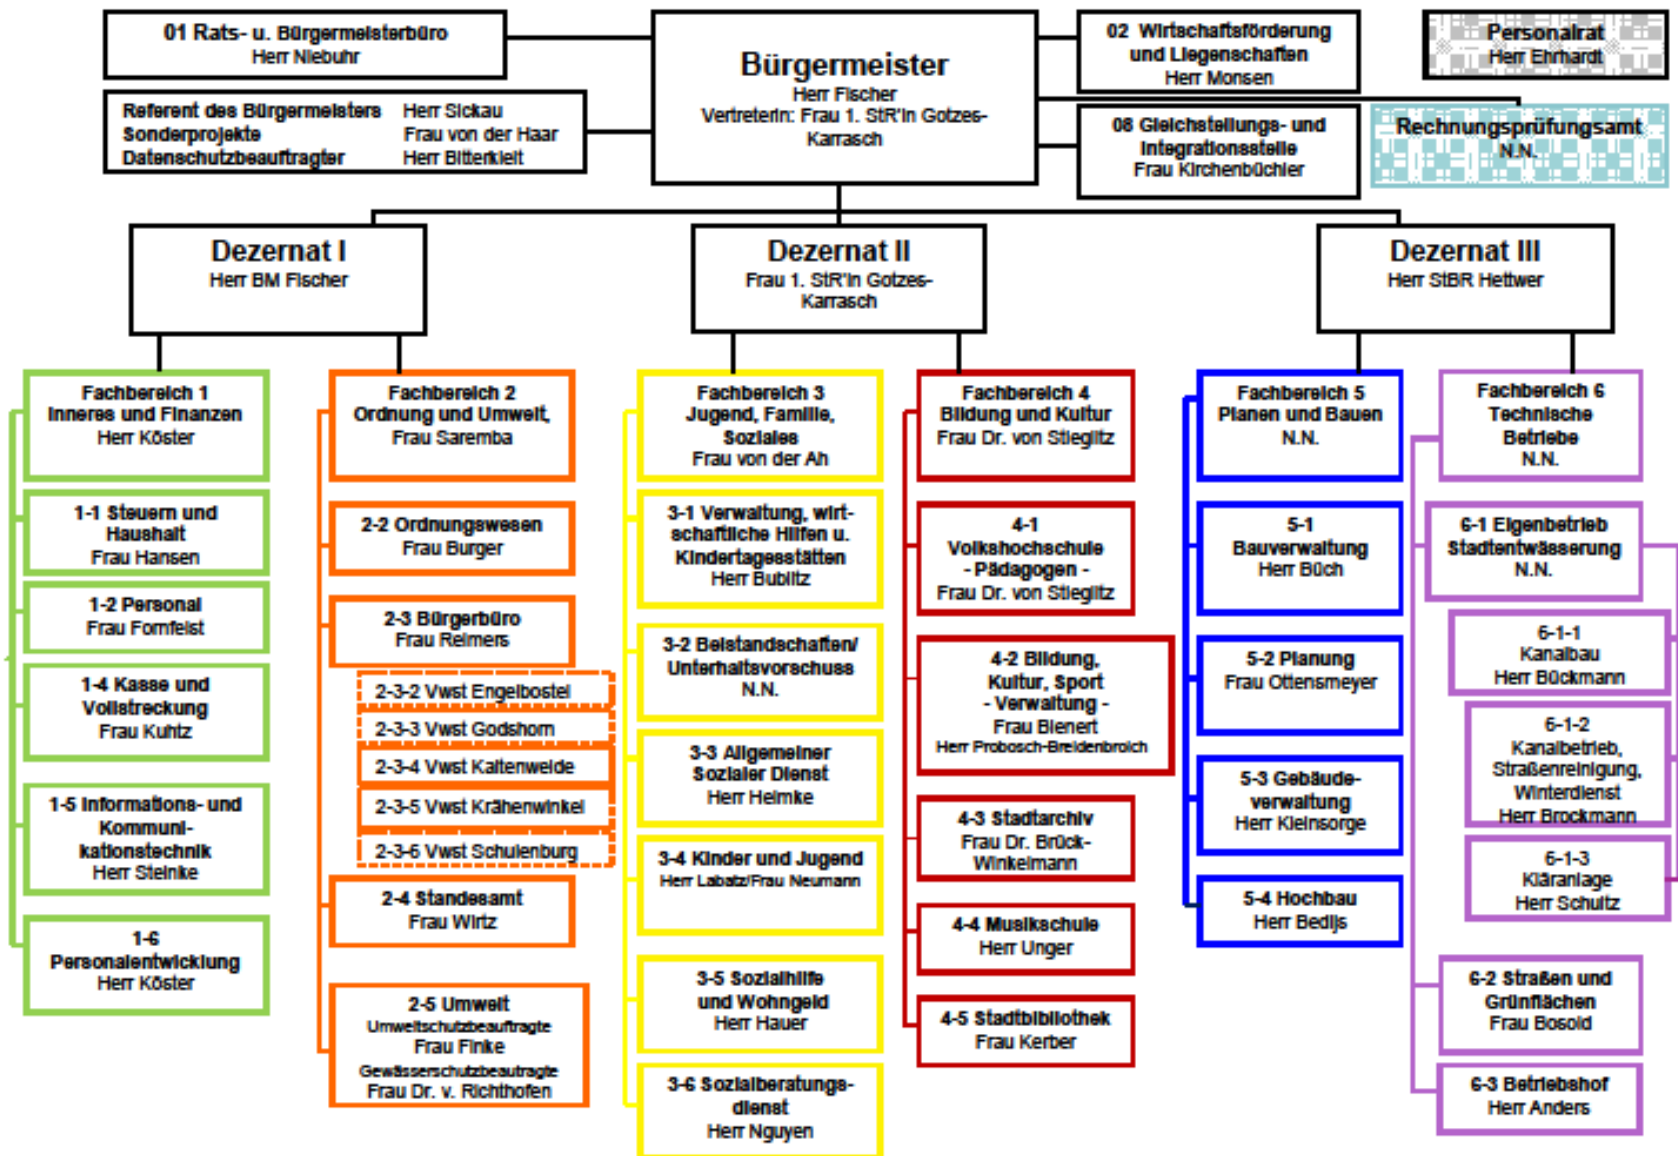 01 Rats- u. Bürgermeisterbüro
Herr Niebuhr
Referent des Bürgermeisters Herr Sickau
Sonderprojekte Frau von der Haar
Datenschutzbeauftragter Herr Bitterkleit
Bürgermeister
Herr Fischer
Vertreterin: Frau 1. StR'in Gotzes-
Karrasch
02 Wirtschaftsförderung
und Liegenschaften
Herr Monsen
08 Gleichstellungs- und
Integrationsstelle
Frau Kirchenbüchler
Personalrat
Herr Ehrhardt
Rechnungsprüfungsamt
N.N.
Dezernat I
Herr BM Fischer
Dezernat II
Frau 1. StR'in Gotzes-
Karrasch
Dezernat III
Herr StBR Hettwer
Fachbereich 1
Inneres und Finanzen
Herr Köster
1-1 Steuern und
Haushalt
Frau Hansen
1-2 Personal
Frau Fornfeist
1-4 Kasse und
Vollstreckung
Frau Kuhtz
1-5 Informations- und
Kommuni-
kationstechnik
Herr Steinke
1-6
Personalentwicklung
Herr Köster
Fachbereich 2
Ordnung und Umwelt,
Frau Saremba
2-2 Ordnungswesen
Frau Burger
2-3 Bürgerbüro
Frau Reimers
2-3-2 Vwst Engelbostel
2-3-3 Vwst Godshorn
2-3-4 Vwst Kaltenweide
2-3-5 Vwst Krähenwinkel
2-3-6 Vwst Schulenburg
2-4 Standesamt
Frau Wirtz
2-5 Umwelt
Umweltschutzbeauftragte
Frau Finke
Gewässerschutzbeautragte
Frau Dr. v. Richthofen
Fachbereich 3
Jugend, Familie,
Soziales
Frau von der Ah
3-1 Verwaltung, wirt-
schaftliche Hilfen u.
Kindertagesstätten
Herr Bublitz
3-2 Beistandschaften/
Unterhaltsvorschuss
N.N.
3-3 Allgemeiner
Sozialer Dienst
Herr Heimke
3-4 Kinder und Jugend
Herr Labatz/Frau Neumann
3-5 Sozialhilfe
und Wohngeld
Herr Hauer
3-6 Sozialberatungs-
dienst
Herr Nguyen
Fachbereich 4
Bildung und Kultur
Frau Dr. von Stieglitz
4-1
Volkshochschule
- Pädagogen -
Frau Dr. von Stieglitz
4-2 Bildung,
Kultur, Sport
- Verwaltung -
Frau Bienert
Herr Probosch-Breidenbroich
4-3 Stadtarchiv
Frau Dr. Brück-
Winkelmann
4-4 Musikschule
Herr Unger
4-5 Stadtbibliothek
Frau Kerber
Fachbereich 5
Planen und Bauen
N.N.
5-1
Bauverwaltung
Herr Büch
5-2 Planung
Frau Ottensmeyer
5-3 Gebäude-
verwaltung
Herr Kleinsorge
5-4 Hochbau
Herr Bedijs
Fachbereich 6
Technische
Betriebe
N.N.
6-1 Eigenbetrieb
Stadtentwässerung
N.N.
6-1-1
Kanalbau
Herr Bückmann
6-1-2
Kanalbetrieb,
Straßenreinigung,
Winterdienst
Herr Brockmann
6-1-3
Kläranlage
Herr Schultz
6-2 Straßen und
Grünflächen
Frau Bosold
6-3 Betriebshof
Herr Anders